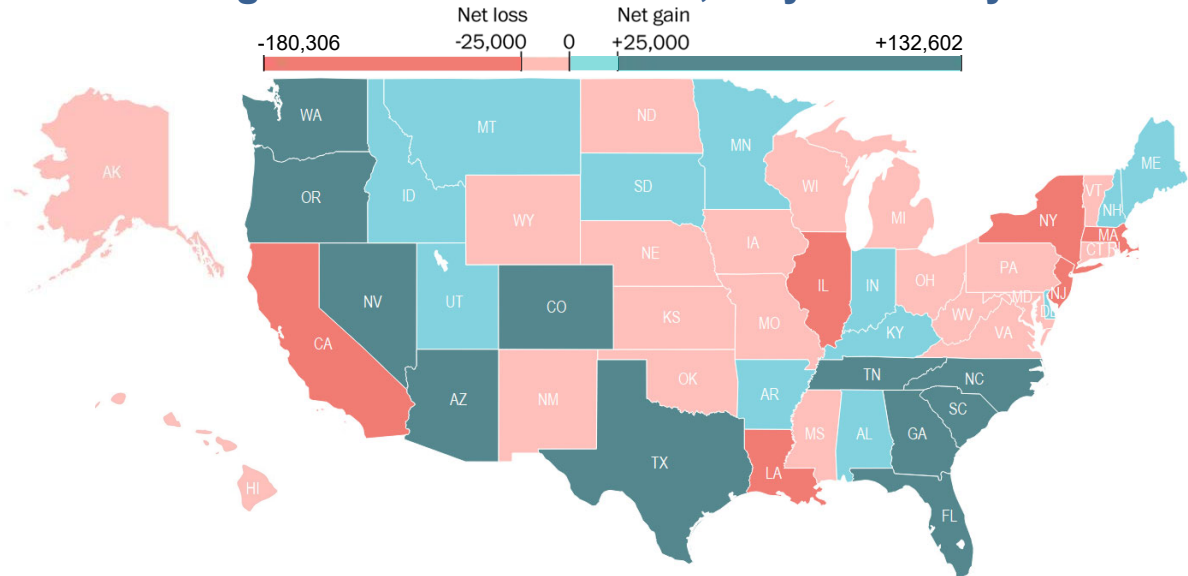 Net loss Net gain
-180,306 -25,000 0 +25,000 +132,602
WA
MT
ND
MN
ME
AK
OR
ID
SD
WI
VT
NH
NY
WY
MI
MA
IA
CT RI
NE
PA
NV
UT
CO
IL
IN
OH
NJ
MD
DE
CA
KS
MO
WV
VA
KY
AZ
NM
OK
AR
TN
NC
SC
MS
AL
GA
TX
LA
HI
FL